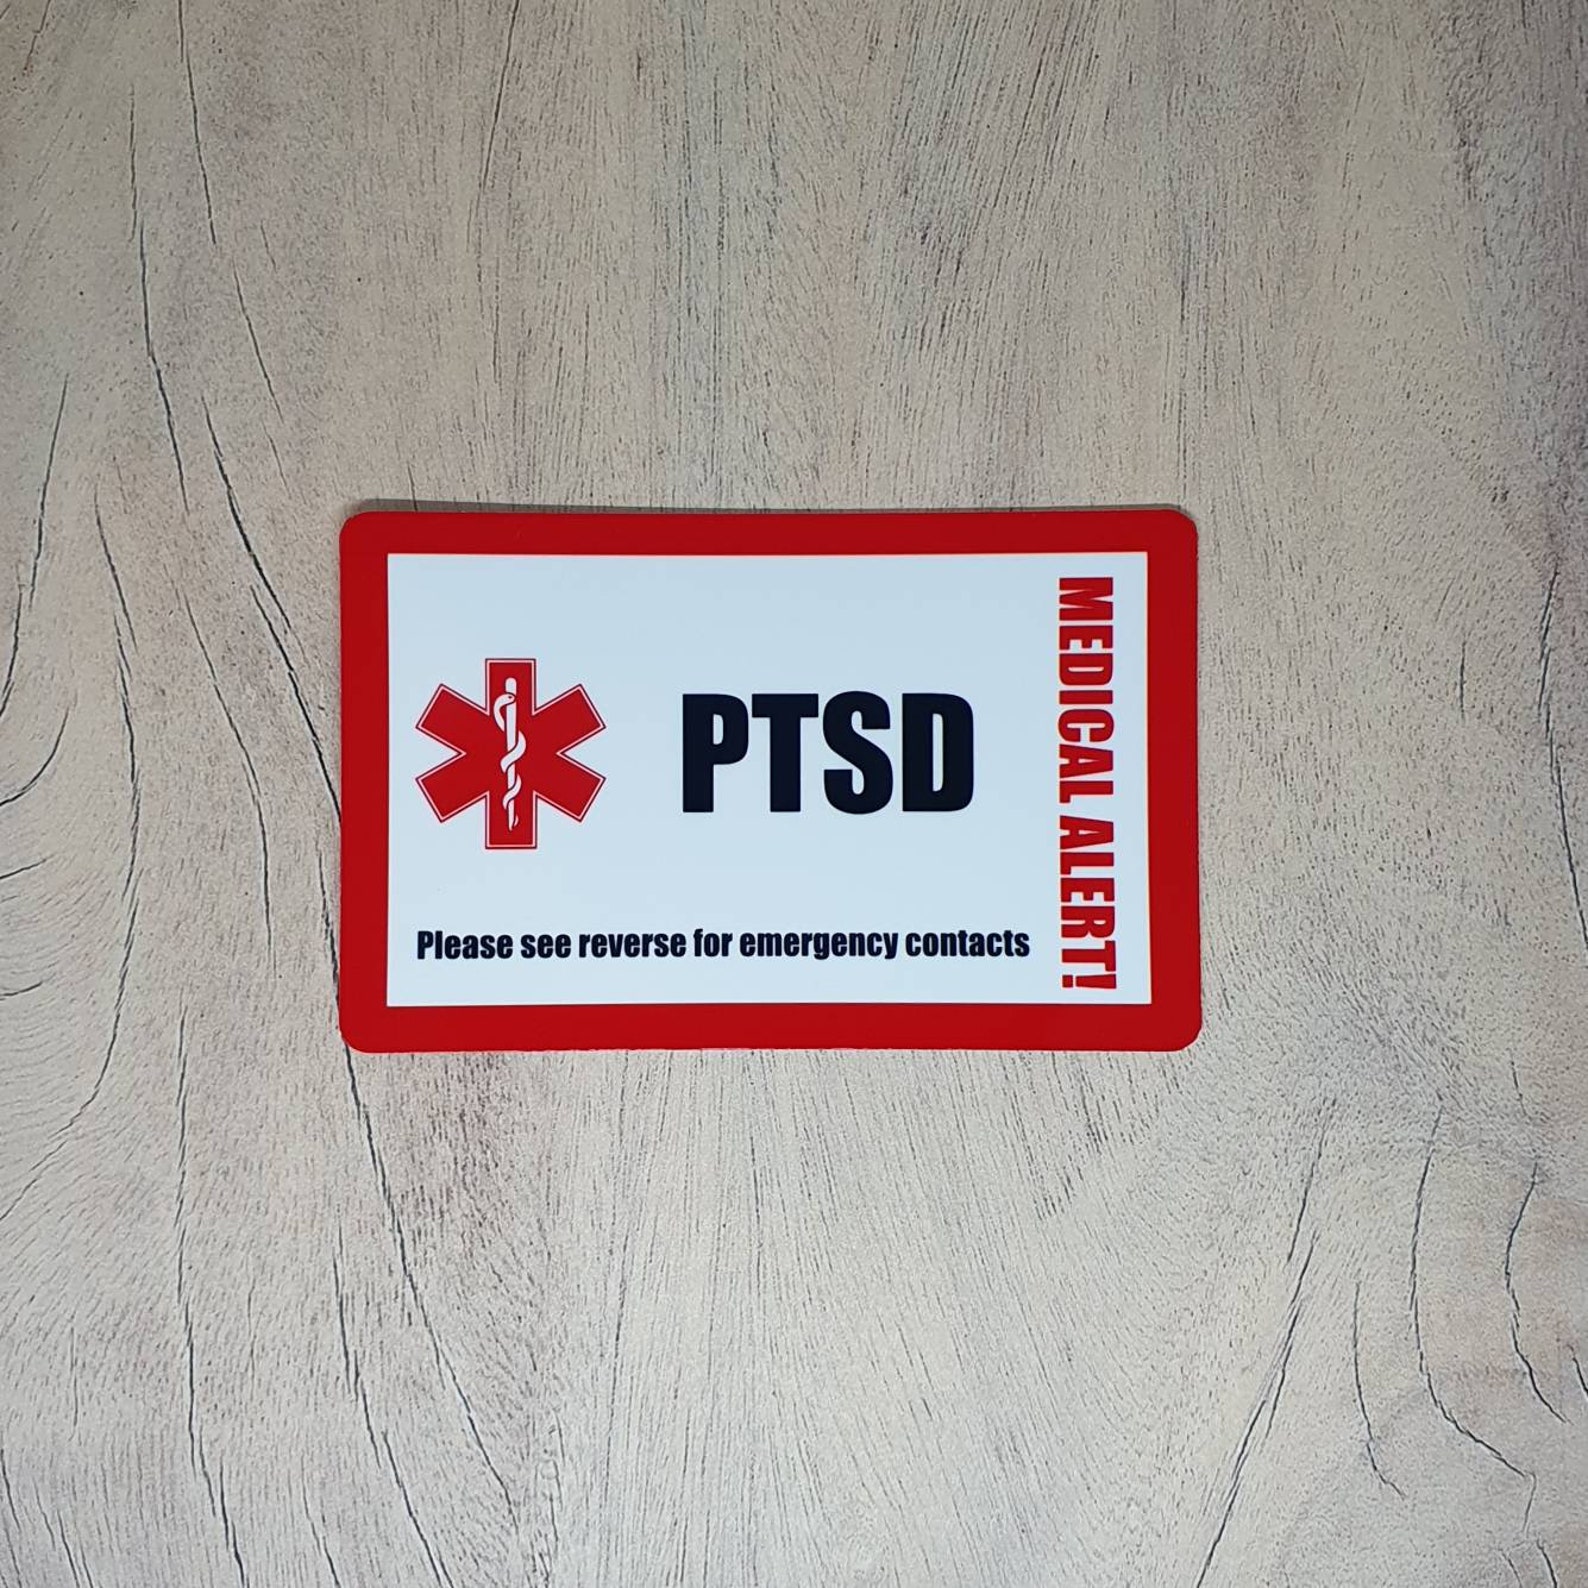 PTSD
Please see reverse for emergency contacts
MEDICAL ALERT!